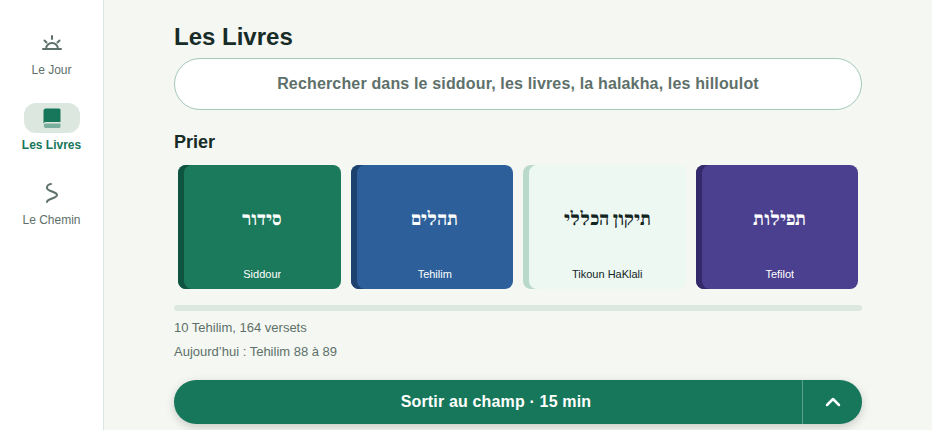 Le Jour
Les Livres
Le Chemin
Les Livres
Rechercher dans le siddour, les livres, la halakha, les hilloulot
Prier
סידור
Siddour
תהלים
Tehilim
תיקון הכללי
Tikoun HaKlali
תפילות
Tefilot
10 Tehilim, 164 versets
Aujourd'hui : Tehilim 88 à 89
Sortir au champ · 15 min